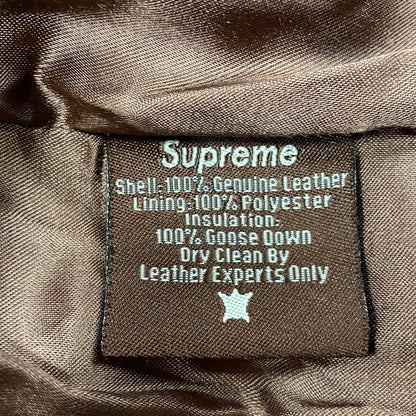 Supreme
Shell: 100% Genuine Leather
Lining: 100% Polyester
Insulation:
100% Goose Down
Dry Clean By
Leather Experts Only